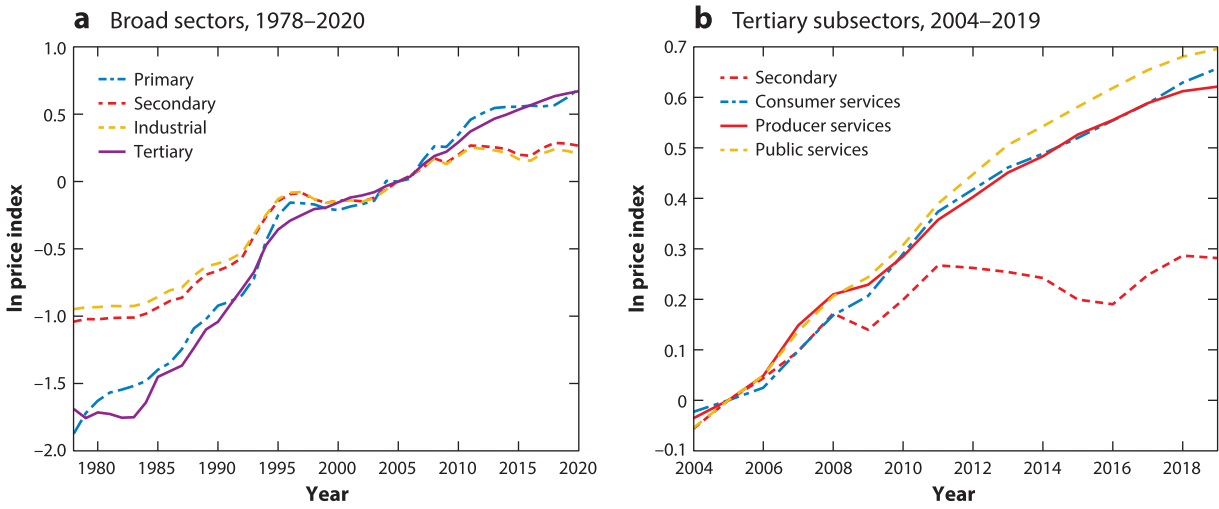 a Broad sectors, 1978–2020
ln price index
1.0
0.5
0
–0.5
–1.0
–1.5
–2.0
Primary
Secondary
Industrial
Tertiary
1980 1985 1990 1995 2000 2005 2010 2015 2020
Year
b Tertiary subsectors, 2004–2019
ln price index
0.7
0.6
0.5
0.4
0.3
0.2
0.1
0
–0.1
Secondary
Consumer services
Producer services
Public services
2004 2006 2008 2010 2012 2014 2016 2018
Year